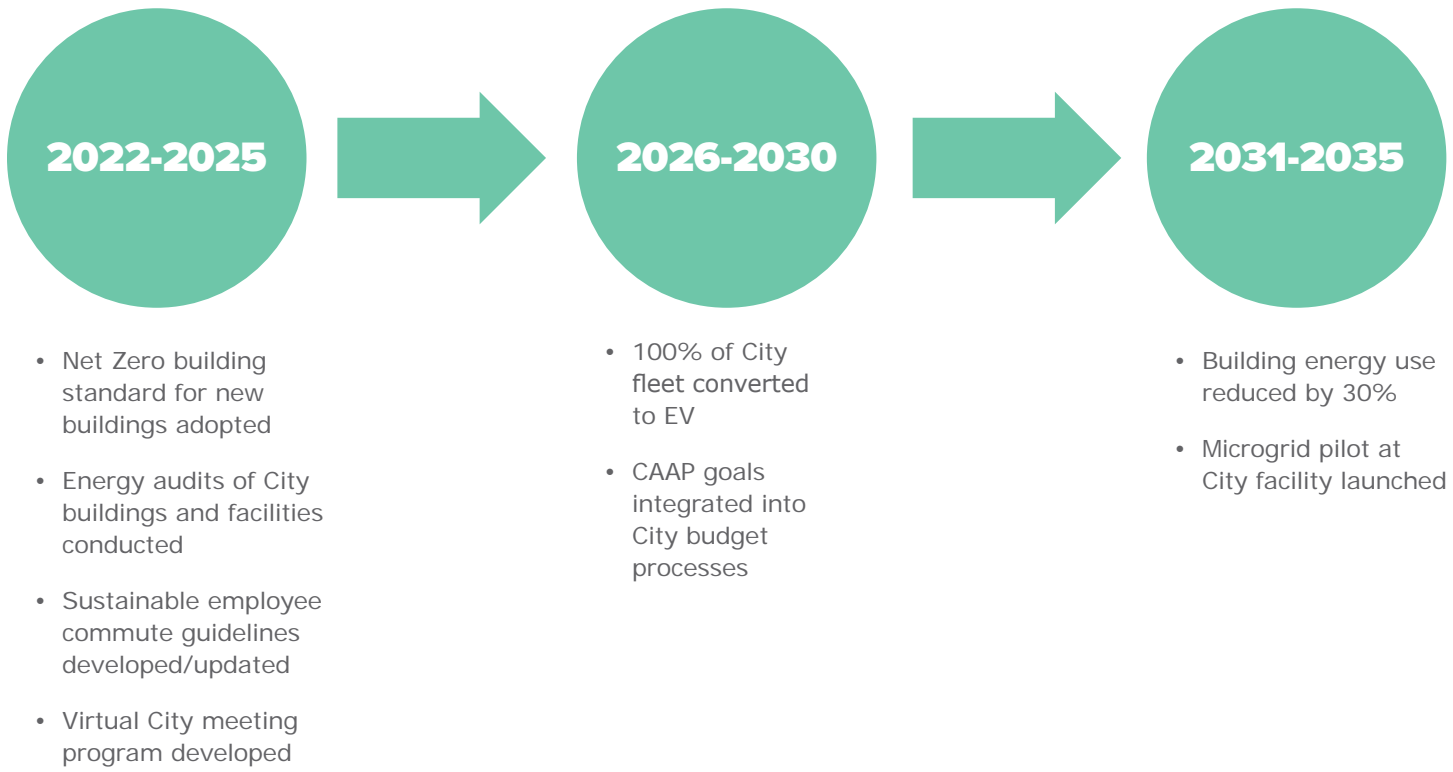 2022-2025
• Net Zero building
standard for new
buildings adopted
• Energy audits of City
buildings and facilities
conducted
• Sustainable employee
commute guidelines
developed/updated
• Virtual City meeting
program developed
2026-2030
• 100% of City
fleet converted
to EV
• CAAP goals
integrated into
City budget
processes
2031-2035
• Building energy use
reduced by 30%
• Microgrid pilot at
City facility launched